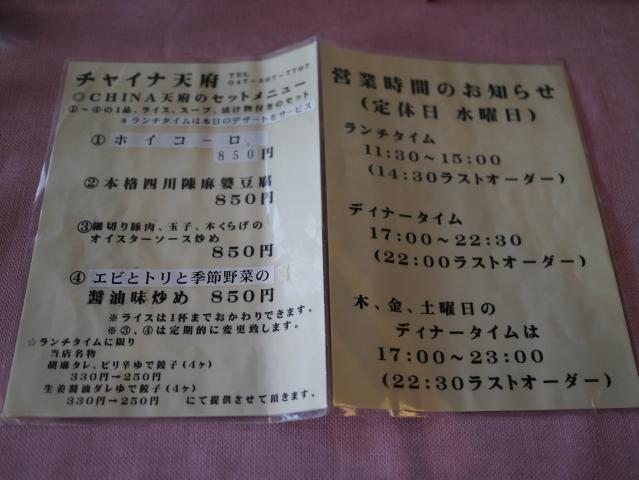 チャイナ天府 TEL 047-367-7797
◎CHINA天府のセットメニュー
①～④の1品、ライス、スープ、漬け物付きのセット
＊ランチタイムは本日のデザートをサービス
①ホイコーロー
850円
②本格四川陳麻婆豆腐
850円
③細切り豚肉、玉子、木くらげの
オイスターソース炒め
850円
④エビとトリと季節野菜の
醤油味炒め 850円
※ライスは1杯までおかわりできます。
※③、④は定期的に変更致します。
☆ランチタイムに限り
当店名物
胡麻タレ、ピリ辛ゆで餃子(4ヶ)
330円→250円
生姜醤油ダレゆで餃子(4ヶ)
330円→250円 にて提供させて頂きます。
営業時間のお知らせ
(定休日 水曜日)
ランチタイム
11:30～15:00
(14:30ラストオーダー)
ディナータイム
17:00～22:30
(22:00ラストオーダー)
木、金、土曜日の
ディナータイムは
17:00～23:00
(22:30ラストオーダー)